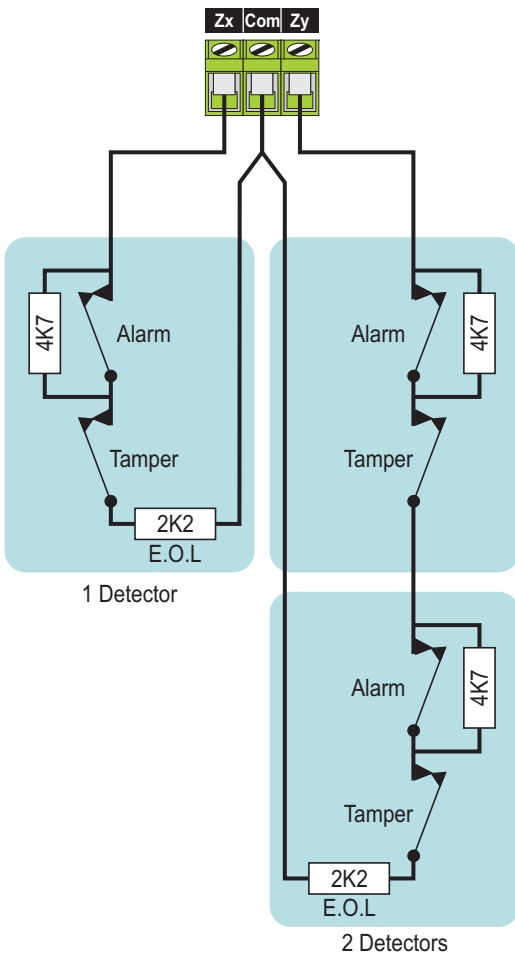 Zx Com Zy
4K7
Alarm
Tamper
2K2
E.O.L
1 Detector
Alarm
4K7
Tamper
Alarm
4K7
Tamper
2K2
E.O.L
2 Detectors